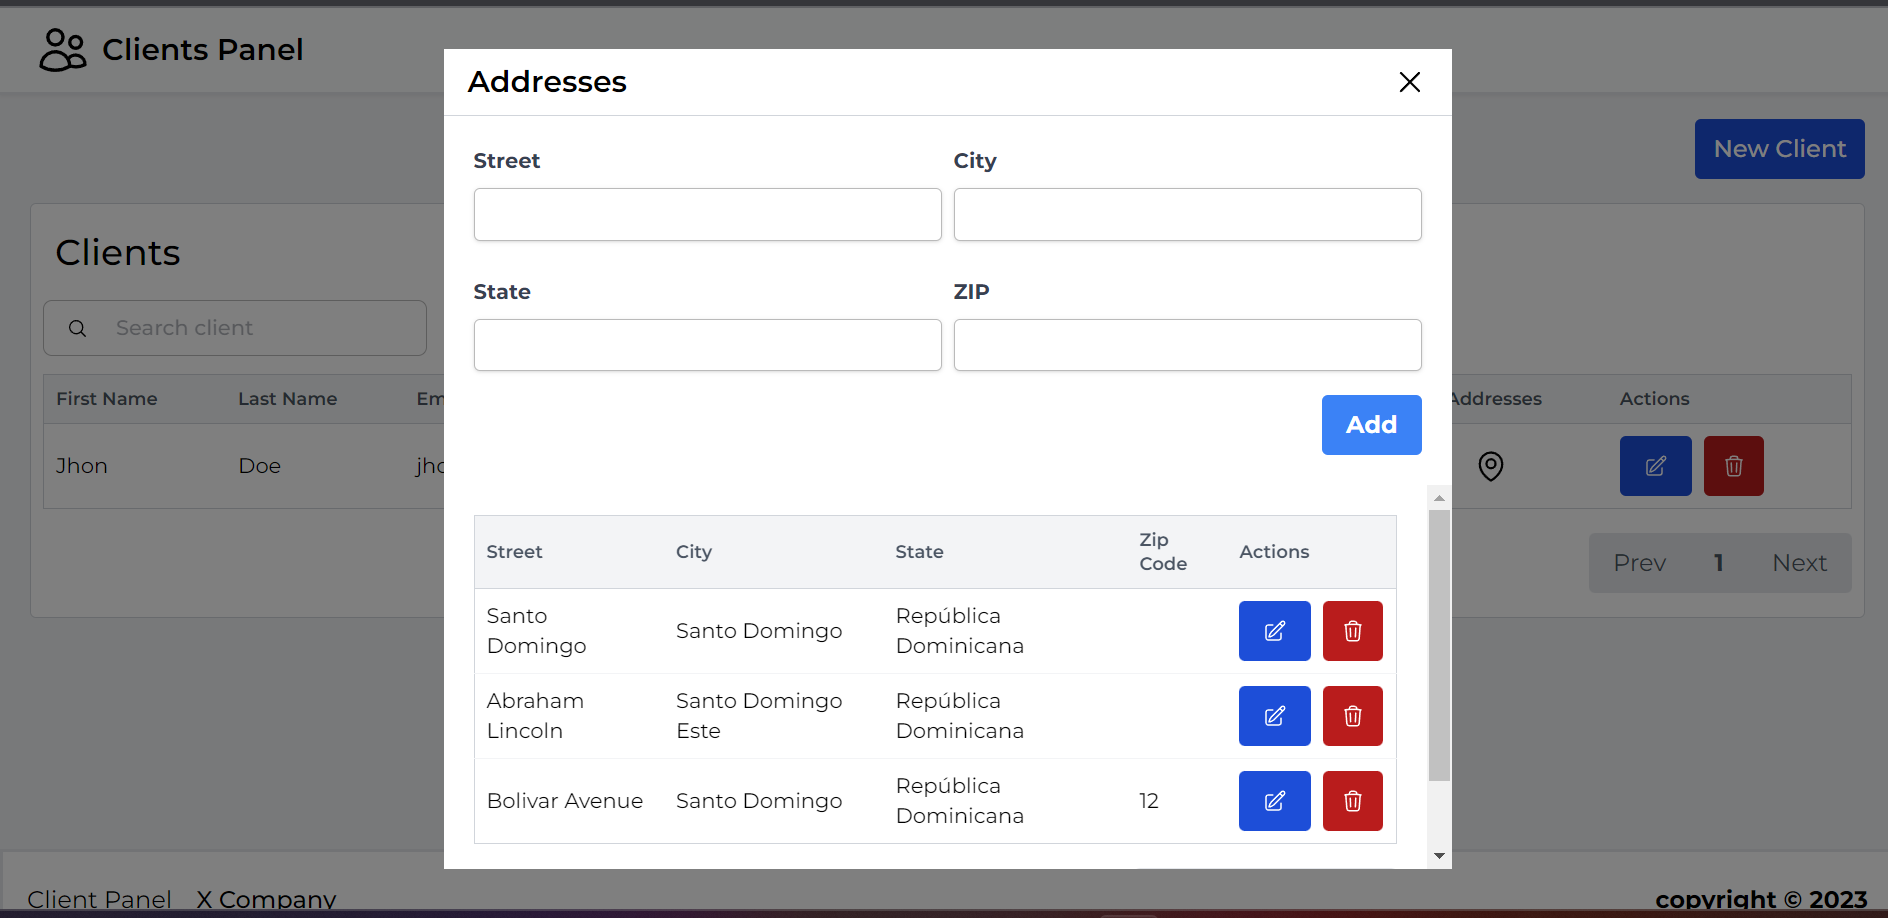 Clients Panel
Addresses
New Client
Street City
State ZIP
Add
Clients
Search client
First Name Last Name Em
Addresses Actions
Jhon Doe jho
Prev 1 Next
Street City State Zip Code Actions
Santo Domingo
Santo Domingo
República Dominicana
Abraham Lincoln
Santo Domingo Este
República Dominicana
Bolivar Avenue
Santo Domingo
República Dominicana
12
Client Panel X Company
copyright © 2023